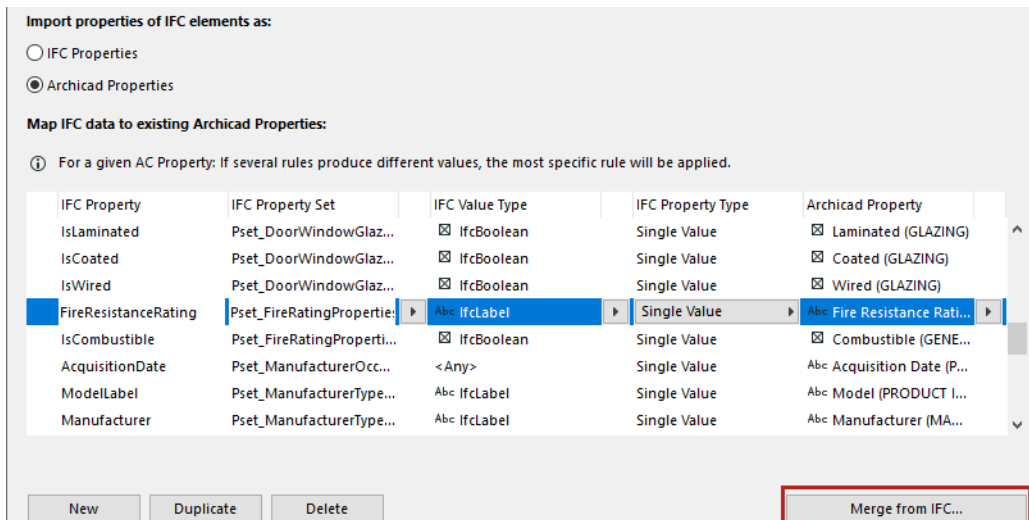 Import properties of IFC elements as:
IFC Properties
Archicad Properties
Map IFC data to existing Archicad Properties:
For a given AC Property: If several rules produce different values, the most specific rule will be applied.
IFC Property IFC Property Set IFC Value Type IFC Property Type Archicad Property
IsLaminated Pset_DoorWindowGlaz... IfcBoolean Single Value Laminated (GLAZING)
IsCoated Pset_DoorWindowGlaz... IfcBoolean Single Value Coated (GLAZING)
IsWired Pset_DoorWindowGlaz... IfcBoolean Single Value Wired (GLAZING)
FireResistanceRating Pset_FireRatingPropertie Abc IfcLabel Single Value Abc Fire Resistance Rati...
IsCombustible Pset_FireRatingProperti... IfcBoolean Single Value Combustible (GENE...
AcquisitionDate Pset_ManufacturerOcc... <Any> Single Value Abc Acquisition Date (P...
ModelLabel Pset_ManufacturerType... Abc IfcLabel Single Value Abc Model (PRODUCT I...
Manufacturer Pset_ManufacturerType... Abc IfcLabel Single Value Abc Manufacturer (MA...
New Duplicate Delete Merge from IFC...